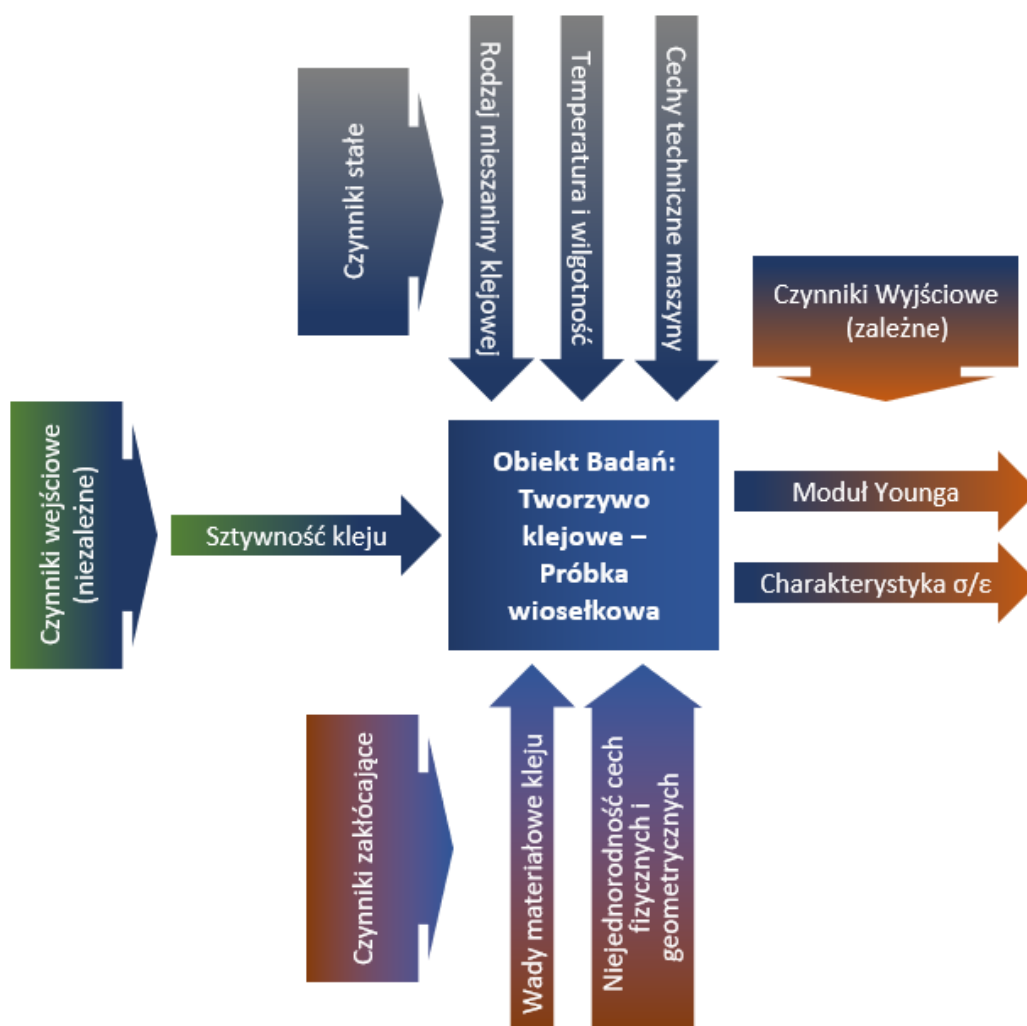 Czynniki stałe
Rodzaj mieszaniny klejowej
Temperatura i wilgotność
Cechy techniczne maszyny
Czynniki Wyjściowe
(zależne)
Czynniki wejściowe
(niezależne)
Sztywność kleju
Obiekt Badań:
Tworzywo
klejowe –
Próbka
wiosełkowa
Moduł Younga
Charakterystyka σ/ε
Czynniki zakłócające
Wady materiałowe kleju
Niejednorodność cech
fizycznych i
geometrycznych